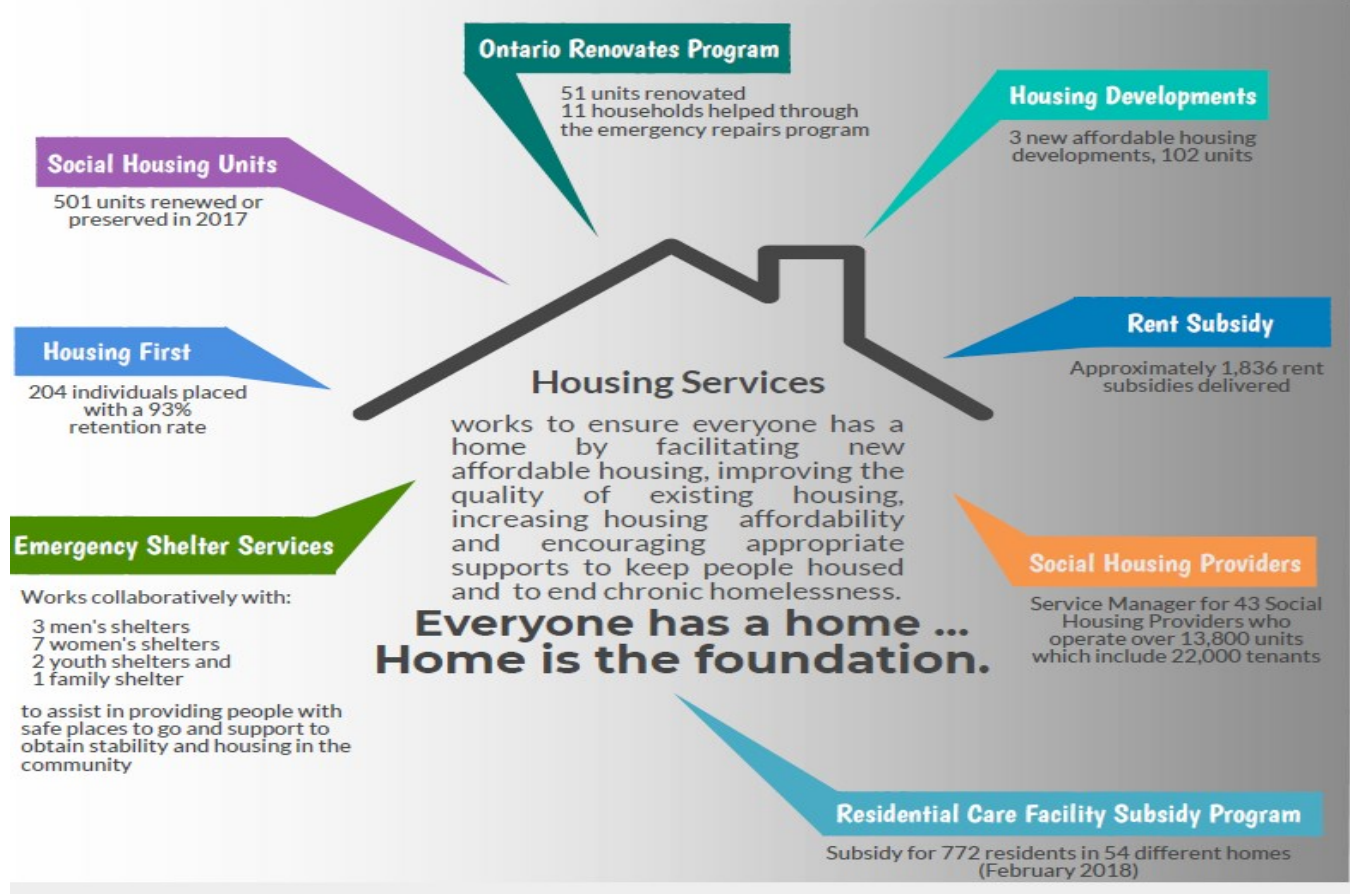 Ontario Renovates Program
51 units renovated
11 households helped through
the emergency repairs program
Housing Developments
3 new affordable housing
developments, 102 units
Social Housing Units
501 units renewed or
preserved in 2017
Rent Subsidy
Approximately 1,836 rent
subsidies delivered
Housing First
204 individuals placed
with a 93%
retention rate
Housing Services
works to ensure everyone has a
home by facilitating new
affordable housing, improving the
quality of existing housing,
increasing housing affordability
and encouraging appropriate
supports to keep people housed
and to end chronic homelessness.
Everyone has a home ...
Home is the foundation.
Emergency Shelter Services
Works collaboratively with:
3 men's shelters
7 women's shelters
2 youth shelters and
1 family shelter
to assist in providing people with
safe places to go and support to
obtain stability and housing in the
community
Social Housing Providers
Service Manager for 43 Social
Housing Providers who
operate over 13,800 units
which include 22,000 tenants
Residential Care Facility Subsidy Program
Subsidy for 772 residents in 54 different homes
(February 2018)